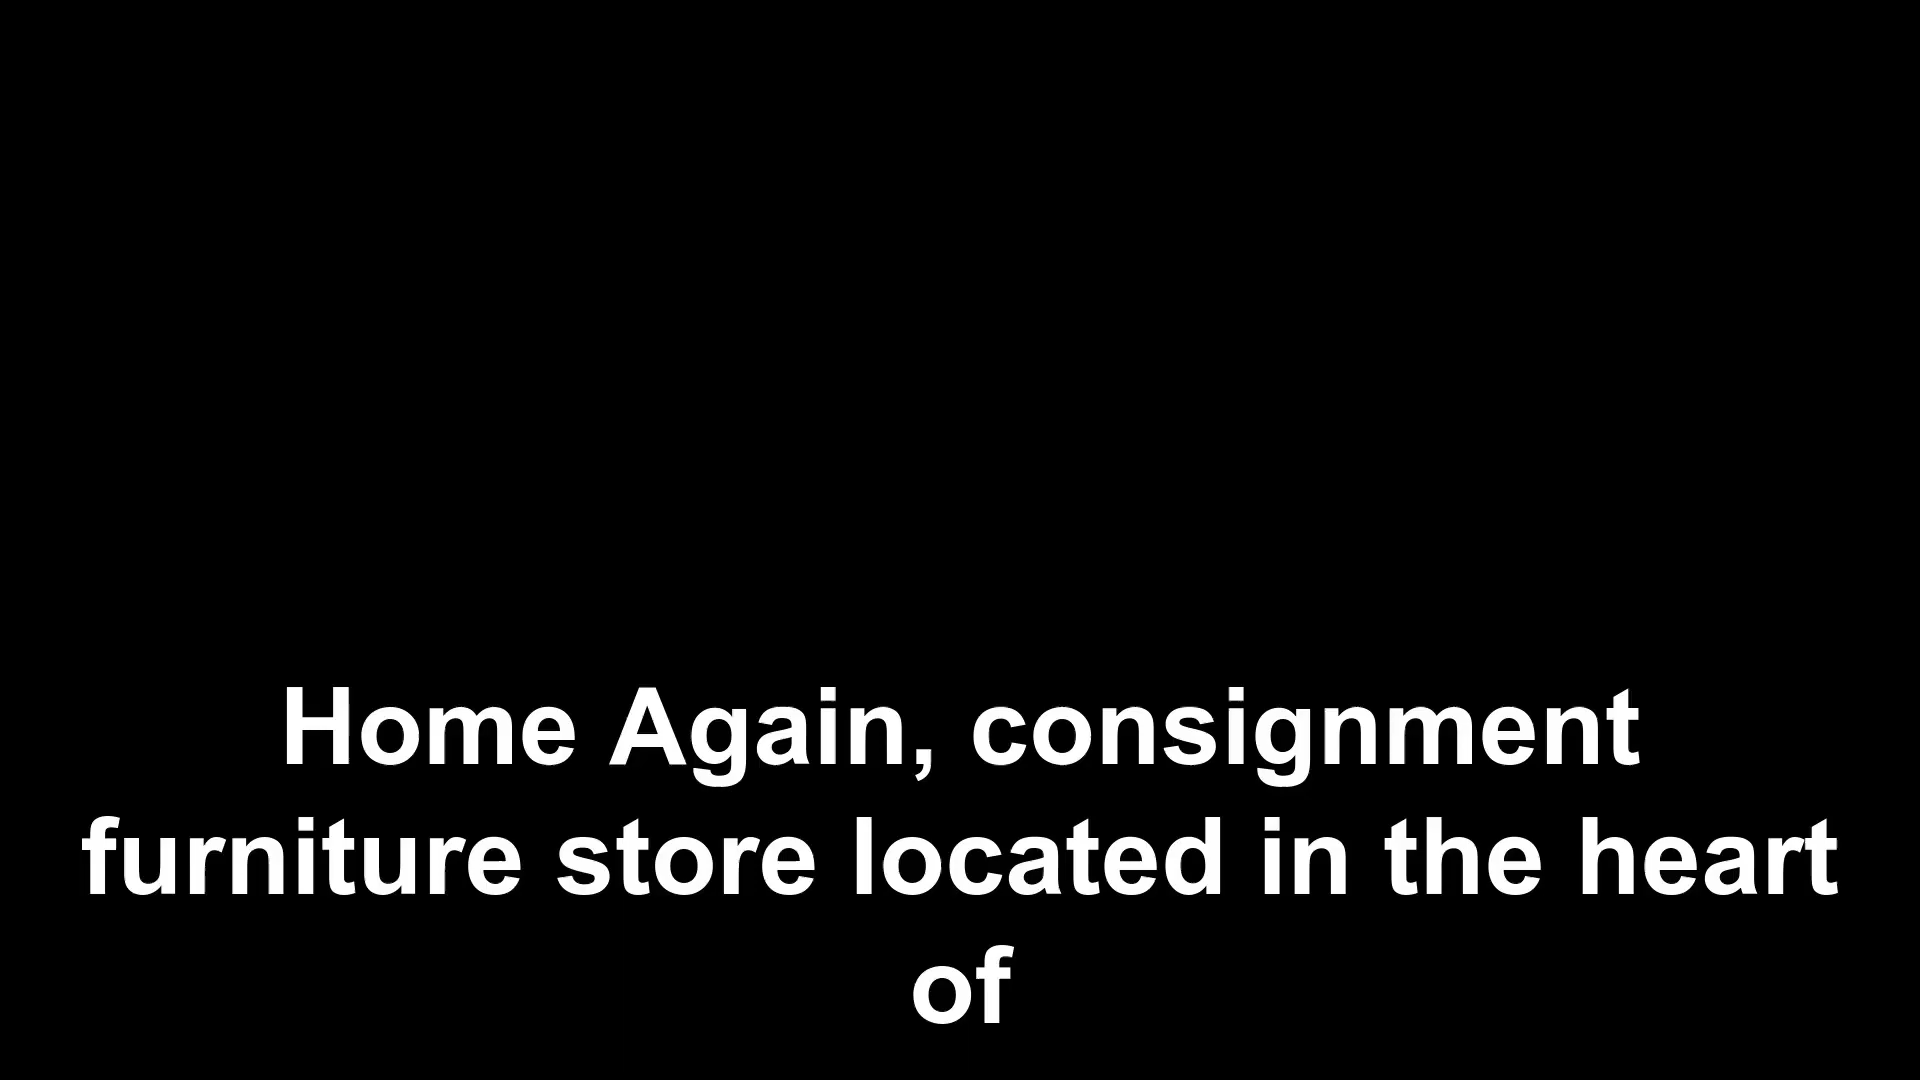 Home Again, consignment
furniture store located in the heart
of